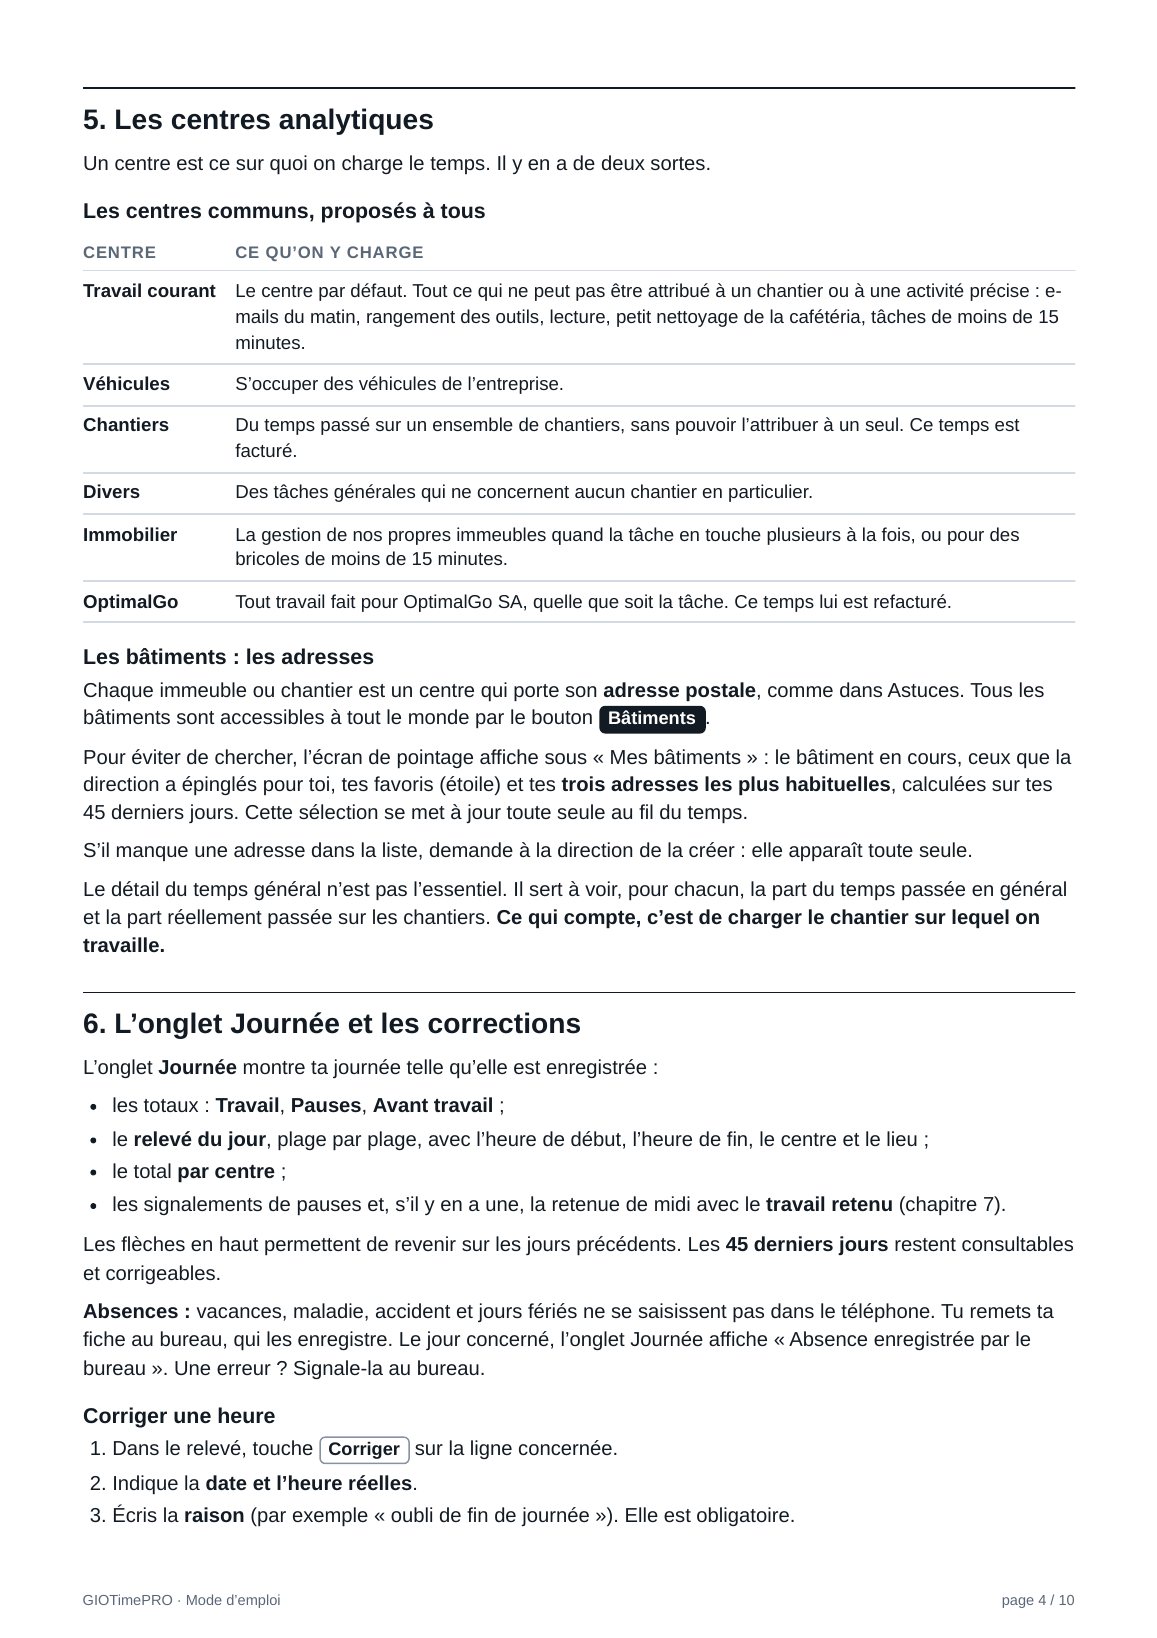 5. Les centres analytiques
Un centre est ce sur quoi on charge le temps. Il y en a de deux sortes.
Les centres communs, proposés à tous
CENTRE CE QU’ON Y CHARGE
Travail courant Le centre par défaut. Tout ce qui ne peut pas être attribué à un chantier ou à une activité précise : e-
mails du matin, rangement des outils, lecture, petit nettoyage de la cafétéria, tâches de moins de 15
minutes.
Véhicules S’occuper des véhicules de l’entreprise.
Chantiers Du temps passé sur un ensemble de chantiers, sans pouvoir l’attribuer à un seul. Ce temps est
facturé.
Divers Des tâches générales qui ne concernent aucun chantier en particulier.
Immobilier La gestion de nos propres immeubles quand la tâche en touche plusieurs à la fois, ou pour des
bricoles de moins de 15 minutes.
OptimalGo Tout travail fait pour OptimalGo SA, quelle que soit la tâche. Ce temps lui est refacturé.
Les bâtiments : les adresses
Chaque immeuble ou chantier est un centre qui porte son adresse postale, comme dans Astuces. Tous les
bâtiments sont accessibles à tout le monde par le bouton Bâtiments.
Pour éviter de chercher, l’écran de pointage affiche sous « Mes bâtiments » : le bâtiment en cours, ceux que la
direction a épinglés pour toi, tes favoris (étoile) et tes trois adresses les plus habituelles, calculées sur tes
45 derniers jours. Cette sélection se met à jour toute seule au fil du temps.
S’il manque une adresse dans la liste, demande à la direction de la créer : elle apparaît toute seule.
Le détail du temps général n’est pas l’essentiel. Il sert à voir, pour chacun, la part du temps passée en général
et la part réellement passée sur les chantiers. Ce qui compte, c’est de charger le chantier sur lequel on
travaille.
6. L’onglet Journée et les corrections
L’onglet Journée montre ta journée telle qu’elle est enregistrée :
• les totaux : Travail, Pauses, Avant travail ;
• le relevé du jour, plage par plage, avec l’heure de début, l’heure de fin, le centre et le lieu ;
• le total par centre ;
• les signalements de pauses et, s’il y en a une, la retenue de midi avec le travail retenu (chapitre 7).
Les flèches en haut permettent de revenir sur les jours précédents. Les 45 derniers jours restent consultables
et corrigeables.
Absences : vacances, maladie, accident et jours fériés ne se saisissent pas dans le téléphone. Tu remets ta
fiche au bureau, qui les enregistre. Le jour concerné, l’onglet Journée affiche « Absence enregistrée par le
bureau ». Une erreur ? Signale-la au bureau.
Corriger une heure
1. Dans le relevé, touche Corriger sur la ligne concernée.
2. Indique la date et l’heure réelles.
3. Écris la raison (par exemple « oubli de fin de journée »). Elle est obligatoire.
GIOTimePRO · Mode d’emploi page 4 / 10